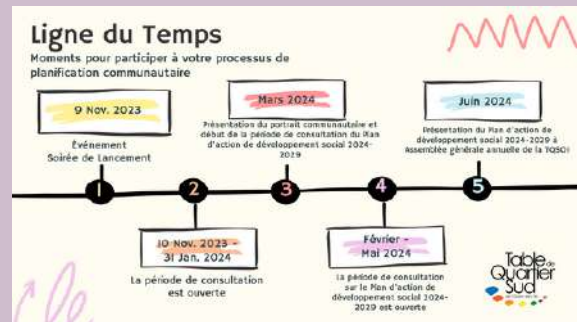 Ligne du Temps
Moments pour participer à votre processus de
planification communautaire
9 Nov. 2023
Événement
Soirée de Lancement
1
10 Nov. 2023 -
31 Jan. 2024
La période de consultation
est ouverte
2
Mars 2024
Présentation du portrait communautaire et
début de la période de consultation du Plan
d'action de développement social 2024-
2029
3
Février -
Mai 2024
La période de consultation
sur le Plan d'action de
développement social 2024-
2029 est ouverte
4
Juin 2024
Présentation du Plan d'action de
développement social 2024-2029 à
Assemblée générale annuelle de la TQSOI
5
Table de
Quartier
Sud